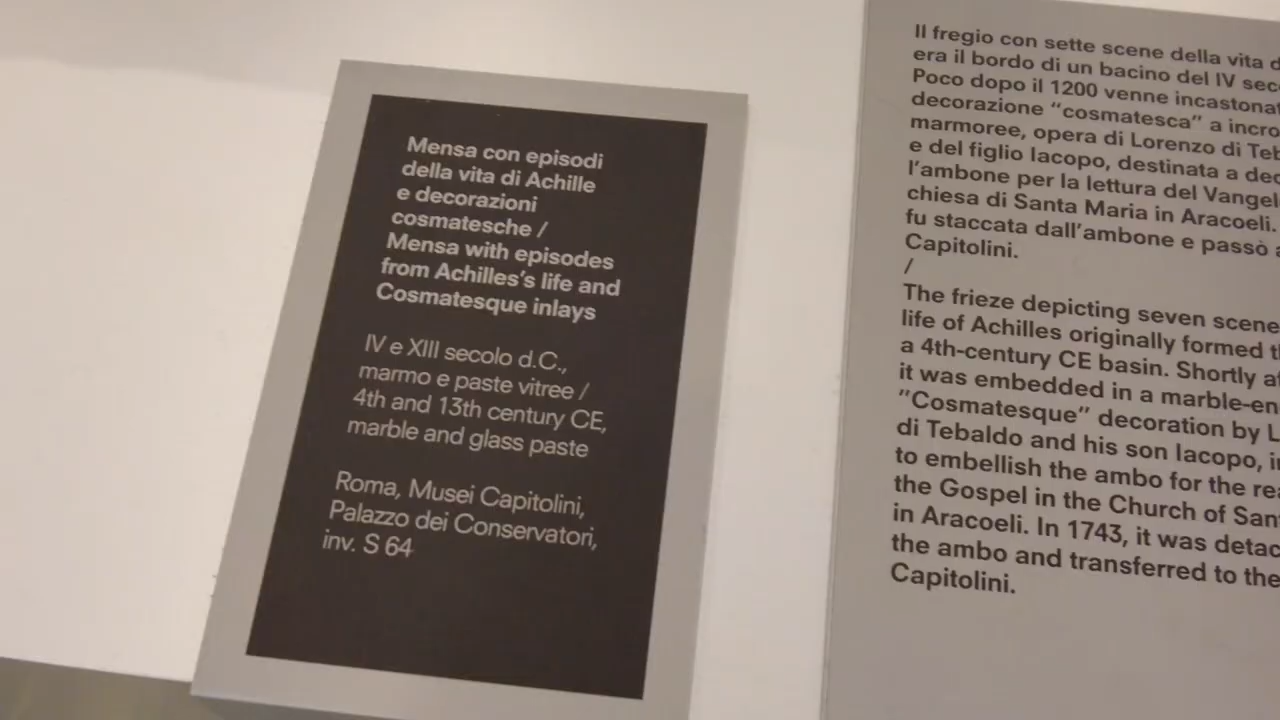 Mensa con episodi
della vita di Achille
e decorazioni
cosmatesche /
Mensa with episodes
from Achilles's life and
Cosmatesque inlays
IV e XIII secolo d.C.,
marmo e paste vitree /
4th and 13th century CE,
marble and glass paste
Roma, Musei Capitolini,
Palazzo dei Conservatori,
inv. S 64
Il fregio con sette scene della vita
era il bordo di un bacino del IV
Poco dopo il 1200 venne
decorazione “cosmatesca” a
marmoree, opera di Lorenzo di
e del figlio Iacopo, destinata a
l'ambone per la lettura del
chiesa di Santa Maria in Aracoeli.
fu staccata dall'ambone e passò
Capitolini.
/
The frieze depicting seven
life of Achilles originally formed
a 4th-century CE basin. Shortly
it was embedded in a
"Cosmatesque" decoration by
di Tebaldo and his son Iacopo,
to embellish the ambo for the
the Gospel in the Church of
in Aracoeli. In 1743, it was
the ambo and transferred to the
Capitolini.